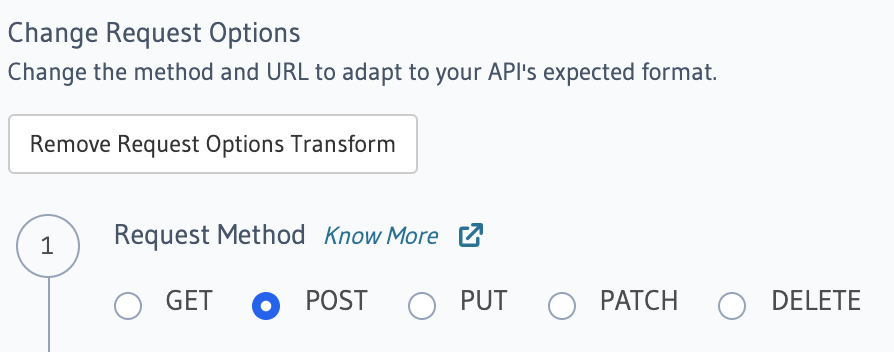 Change Request Options
Change the method and URL to adapt to your API's expected format.
Remove Request Options Transform
1 Request Method Know More
GET POST PUT PATCH DELETE